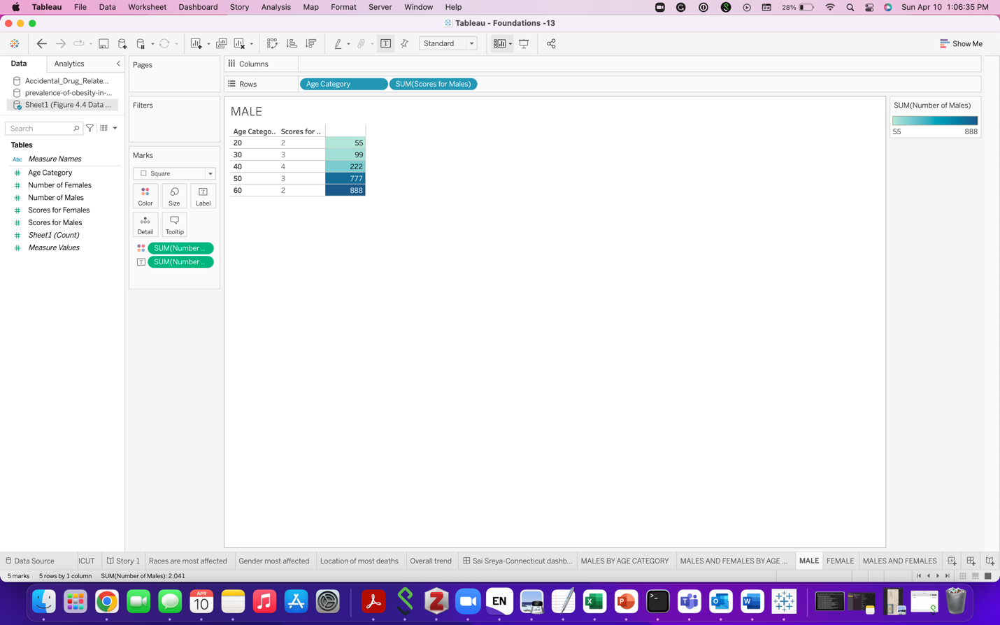 Tableau File Data Worksheet Dashboard Story Analysis Map Format Server Window Help 28% Sun Apr 10 1:06:35 PM
Tableau - Foundations -13
Standard Show Me
Data Analytics
Accidental_Drug_Relate...
prevalence-of-obesity-in-...
Sheet1 (Figure 4.4 Data ...
Search
Tables
Abc Measure Names
Age Category
Number of Females
Number of Males
Scores for Females
Scores for Males
Sheet1 (Count)
Measure Values
Pages
Filters
Marks
Square
Color Size Label
Detail Tooltip
SUM(Number ..
SUM(Number ..
Columns
Rows Age Category SUM(Scores for Males)
MALE
Age Catego.. Scores for ..
20 2 55
30 3 99
40 4 222
50 3 777
60 2 888
SUM(Number of Males)
55 888
Data Source ICUT Story 1 Races are most affected Gender most affected Location of most deaths Overall trend Sai Sreya-Connecticut dashb... MALES BY AGE CATEGORY MALES AND FEMALES BY AGE ... MALE FEMALE MALES AND FEMALES
5 marks 5 rows by 1 column SUM(Number of Males): 2,041
APR
10
EN